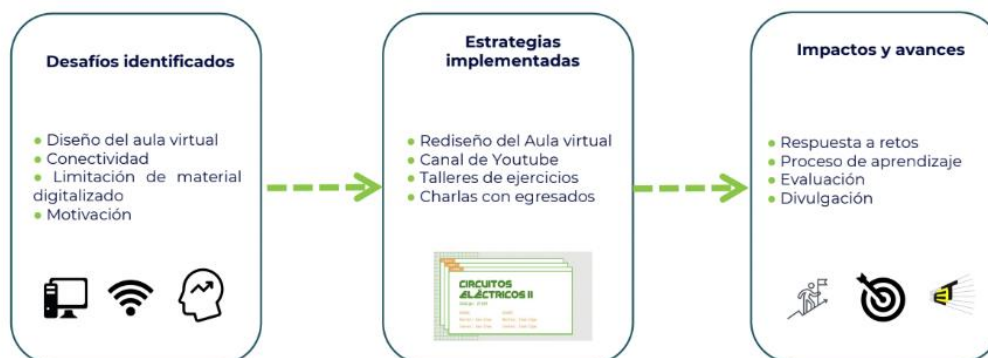 Desafíos identificados
● Diseño del aula virtual
● Conectividad
● Limitación de material
digitalizado
● Motivación
Estrategias
implementadas
● Rediseño del Aula virtual
● Canal de Youtube
● Talleres de ejercicios
● Charlas con egresados
CIRCUITOS
ELÉCTRICOS II
Impactos y avances
● Respuesta a retos
● Proceso de aprendizaje
● Evaluación
● Divulgación